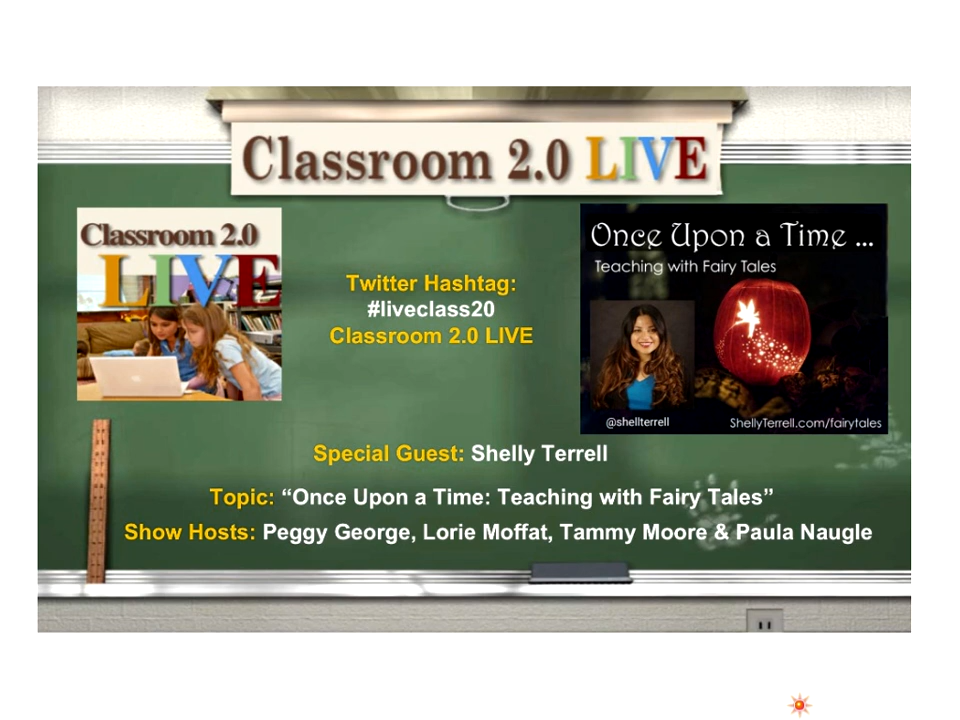 Classroom 2.0 LIVE
Classroom 2.0
LIVE
Twitter Hashtag:
#liveclass20
Classroom 2.0 LIVE
Once Upon a Time ...
Teaching with Fairy Tales
@shellterrell
ShellyTerrell.com/fairytales
Special Guest: Shelly Terrell
Topic: “Once Upon a Time: Teaching with Fairy Tales”
Show Hosts: Peggy George, Lorie Moffat, Tammy Moore & Paula Naugle